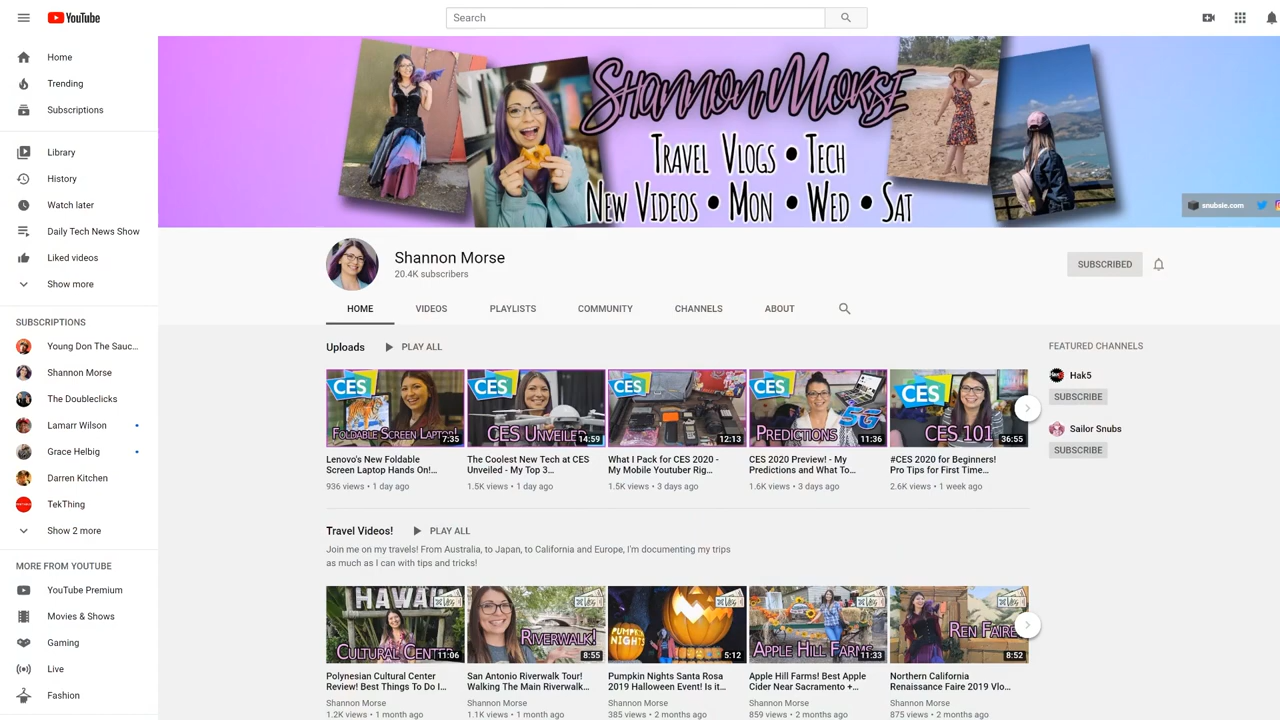 YouTube
Search
Home
Trending
Subscriptions
Library
History
Watch later
Daily Tech News Show
Liked videos
Show more
SUBSCRIPTIONS
Young Don The Sauc...
Shannon Morse
The Doubleclicks
Lamarr Wilson
Grace Helbig
Darren Kitchen
TekThing
Show 2 more
MORE FROM YOUTUBE
YouTube Premium
Movies & Shows
Gaming
Live
Fashion
Shannon Morse
Travel Vlogs • Tech
New Videos • Mon • Wed • Sat
snubsie.com
Shannon Morse
20.4K subscribers
SUBSCRIBED
HOME VIDEOS PLAYLISTS COMMUNITY CHANNELS ABOUT
Uploads PLAY ALL
CES
FOLDABLE SCREEN LAPTOP!
7:35
Lenovo's New Foldable
Screen Laptop Hands On!...
936 views • 1 day ago
CES
CES UNVEILED
14:59
The Coolest New Tech at CES
Unveiled - My Top 3...
1.5K views • 1 day ago
CES
12:13
What I Pack for CES 2020 -
My Mobile Youtuber Rig...
1.5K views • 3 days ago
CES
5G
PREDICTIONS
11:36
CES 2020 Preview! - My
Predictions and What To...
1.6K views • 3 days ago
CES
CES 101
36:55
#CES 2020 for Beginners!
Pro Tips for First Time...
2.6K views • 1 week ago
Travel Videos! PLAY ALL
Join me on my travels! From Australia, to Japan, to California and Europe, I'm documenting my trips
as much as I can with tips and tricks!
HAWAI
CULTURAL CENTER
11:06
Polynesian Cultural Center
Review! Best Things To Do I...
Shannon Morse
1.2K views • 1 month ago
RIVERWALK!
8:55
San Antonio Riverwalk Tour!
Walking The Main Riverwalk...
Shannon Morse
1.1K views • 1 month ago
PUMPKIN
NIGHTS
5:12
Pumpkin Nights Santa Rosa
2019 Halloween Event! Is it...
Shannon Morse
385 views • 2 months ago
APPLE HILL FARMS
11:33
Apple Hill Farms! Best Apple
Cider Near Sacramento +...
Shannon Morse
859 views • 2 months ago
REN FAIRE
8:52
Northern California
Renaissance Faire 2019 Vlo...
Shannon Morse
875 views • 2 months ago
FEATURED CHANNELS
Hak5
SUBSCRIBE
Sailor Snubs
SUBSCRIBE